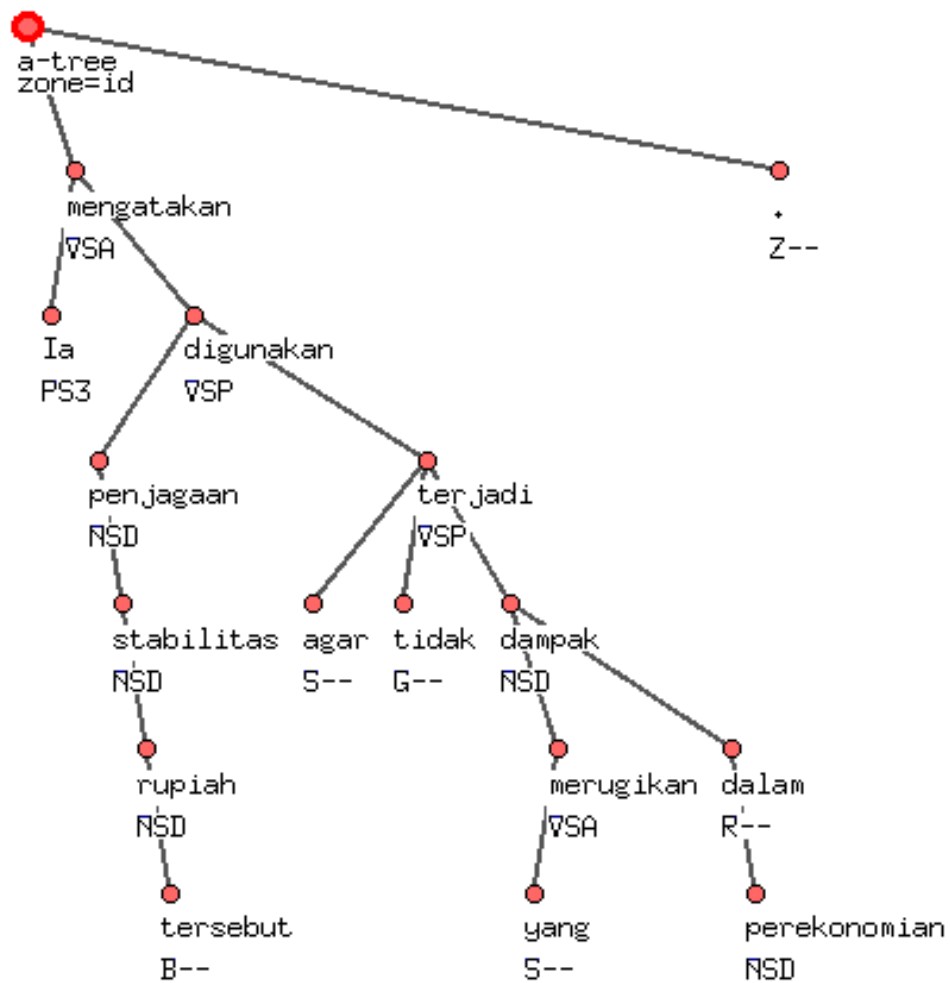 a-tree
zone=id
mengatakan
.
VSA
Z--
Ia digunakan
PS3 VSP
penjagaan terjadi
NSD VSP
stabilitas agar tidak dampak
NSD S-- G-- NSD
rupiah merugikan dalam
NSD VSA R--
tersebut yang perekonomian
B-- S-- NSD